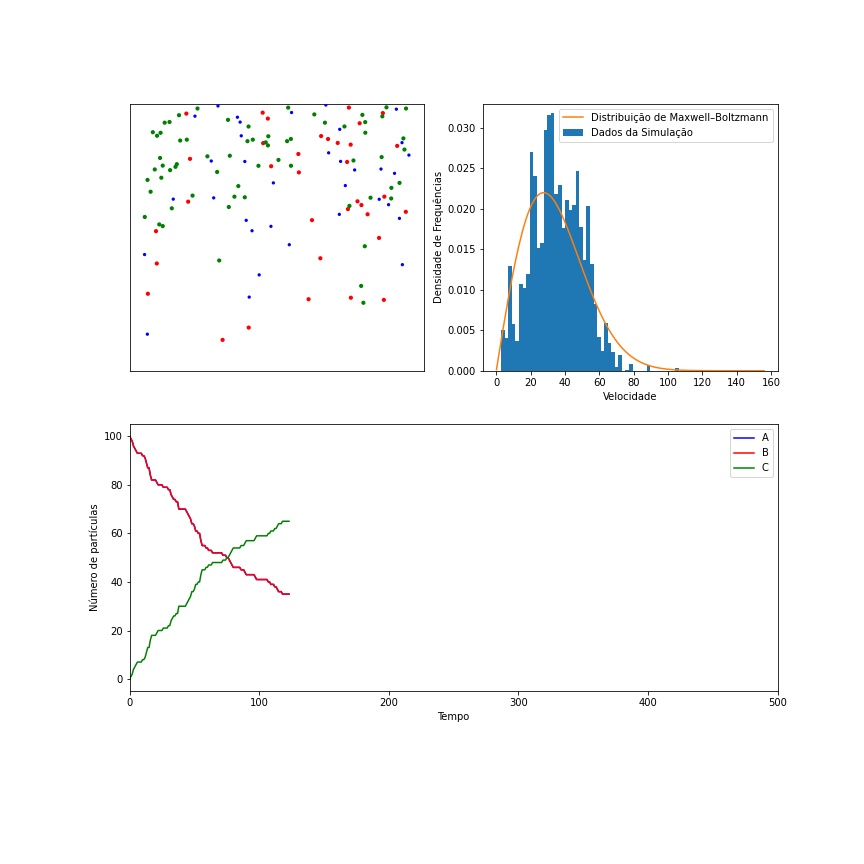 Distribuição de Maxwell–Boltzmann
Dados da Simulação
Densidade de Frequências
0.030
0.025
0.020
0.015
0.010
0.005
0.000
0 20 40 60 80 100 120 140 160
Velocidade
A
B
C
Número de partículas
100
80
60
40
20
0
0 100 200 300 400 500
Tempo